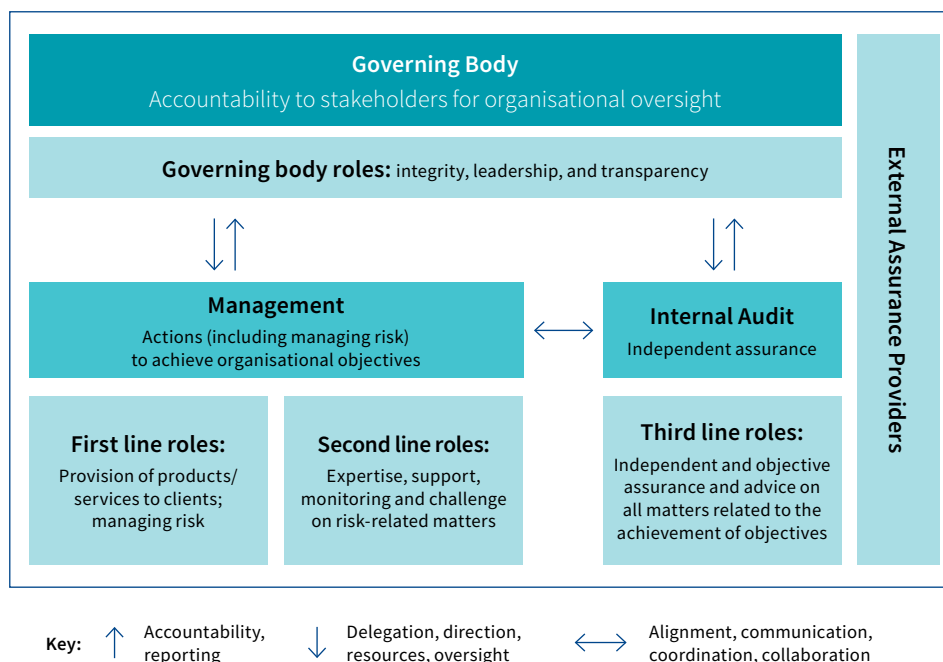 Governing Body
Accountability to stakeholders for organisational oversight
Governing body roles: integrity, leadership, and transparency
External Assurance Providers
Management
Actions (including managing risk)
to achieve organisational objectives
Internal Audit
Independent assurance
First line roles:
Provision of products/
services to clients;
managing risk
Second line roles:
Expertise, support,
monitoring and challenge
on risk-related matters
Third line roles:
Independent and objective
assurance and advice on
all matters related to the
achievement of objectives
Key:
Accountability,
reporting
Delegation, direction,
resources, oversight
Alignment, communication,
coordination, collaboration